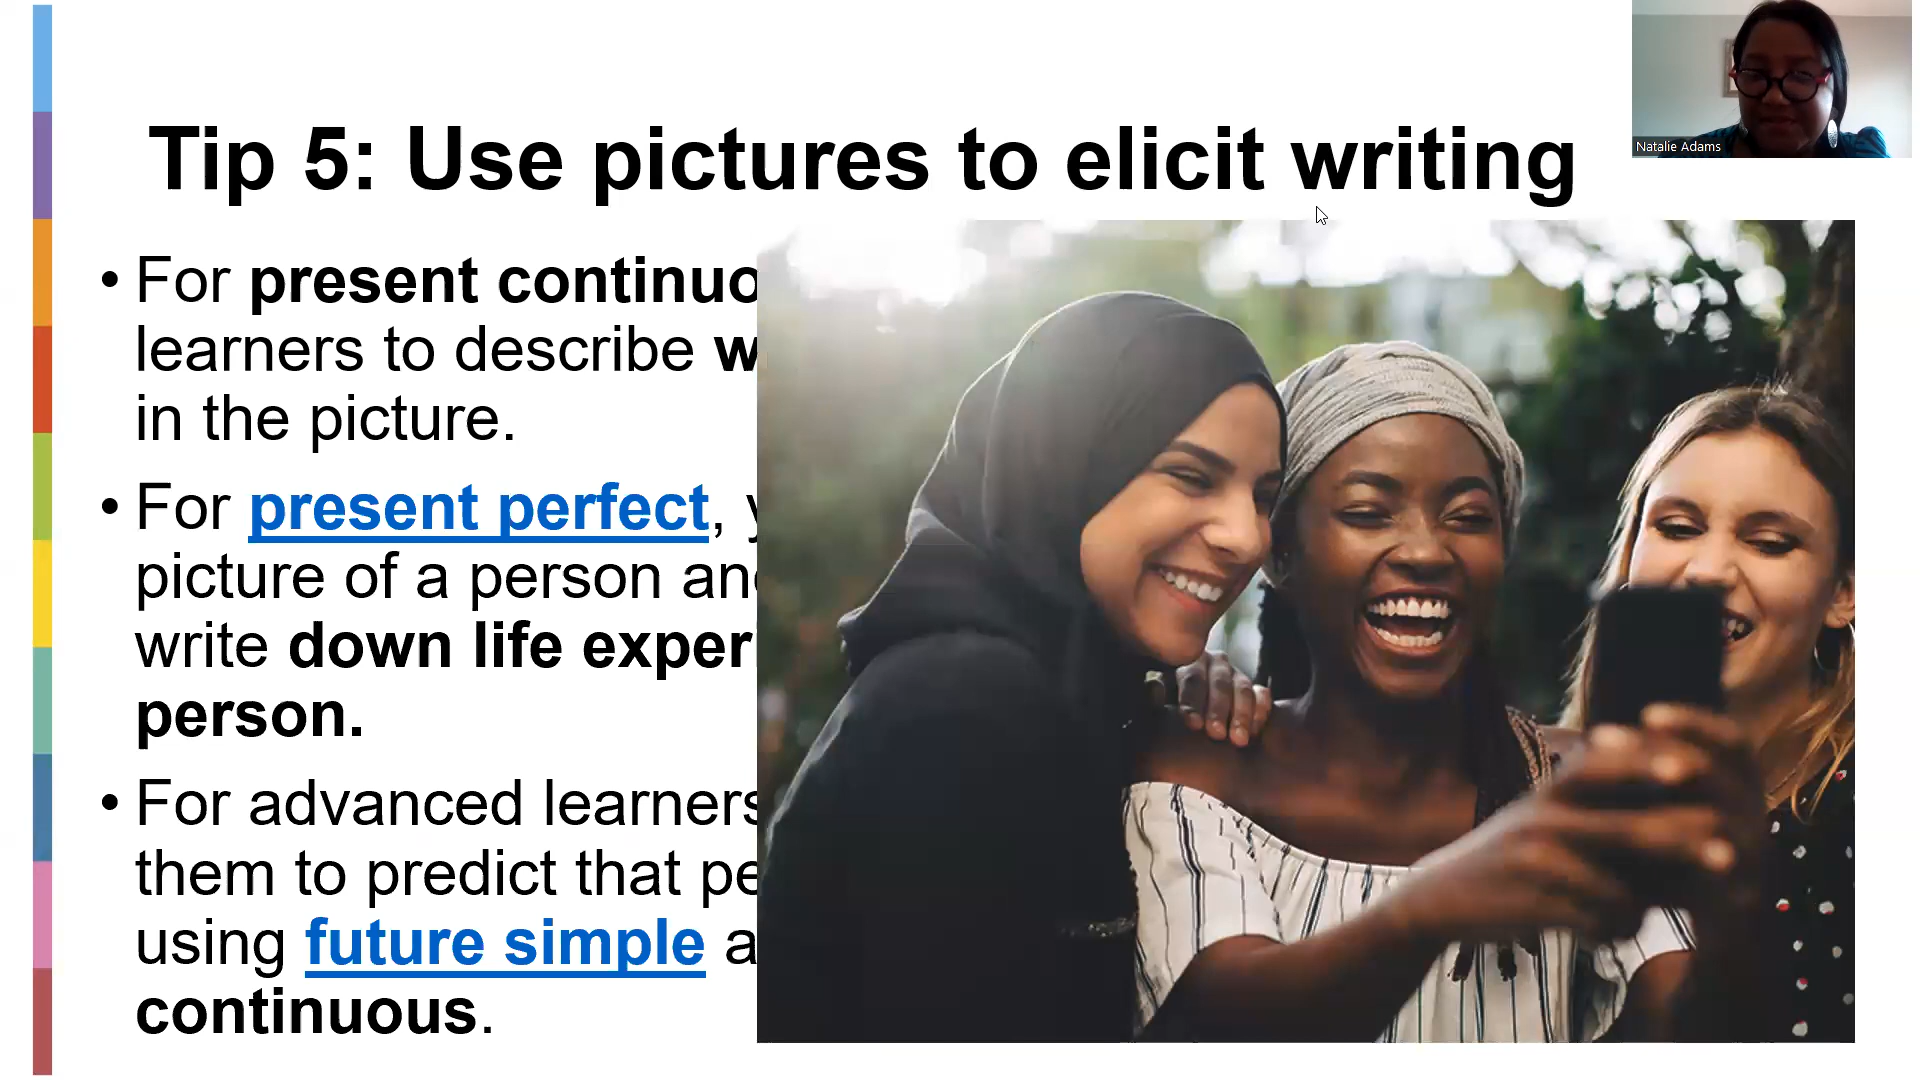 Tip 5: Use pictures to elicit writing
Natalie Adams
• For present continuo
learners to describe w
in the picture.
• For present perfect, y
picture of a person and
write down life exper
person.
• For advanced learners
them to predict that pe
using future simple a
continuous.